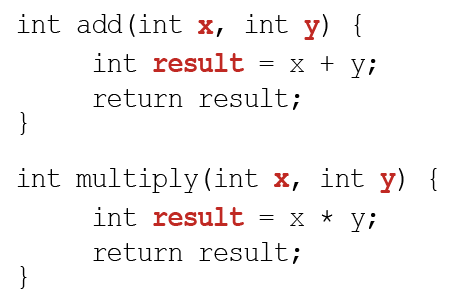 int add(int x, int y) {
int result = x + y;
return result;
}
int multiply(int x, int y) {
int result = x * y;
return result;
}